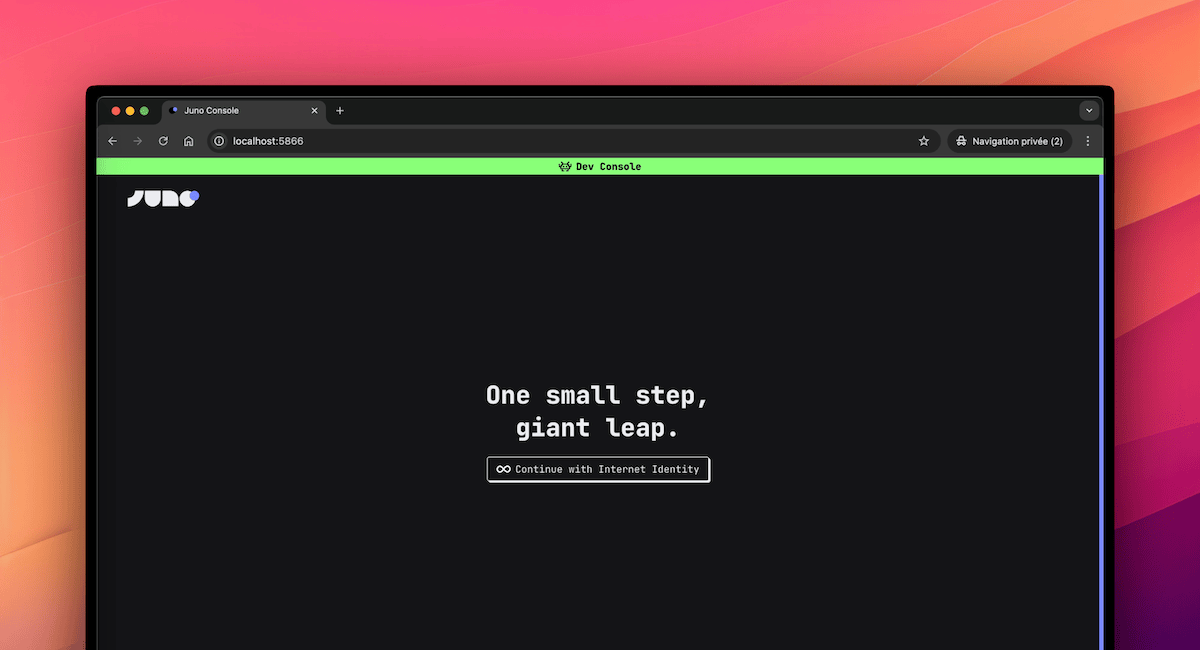 Juno Console
localhost:5866
Navigation privée (2)
Dev Console
JUNO
One small step,
giant leap.
Continue with Internet Identity